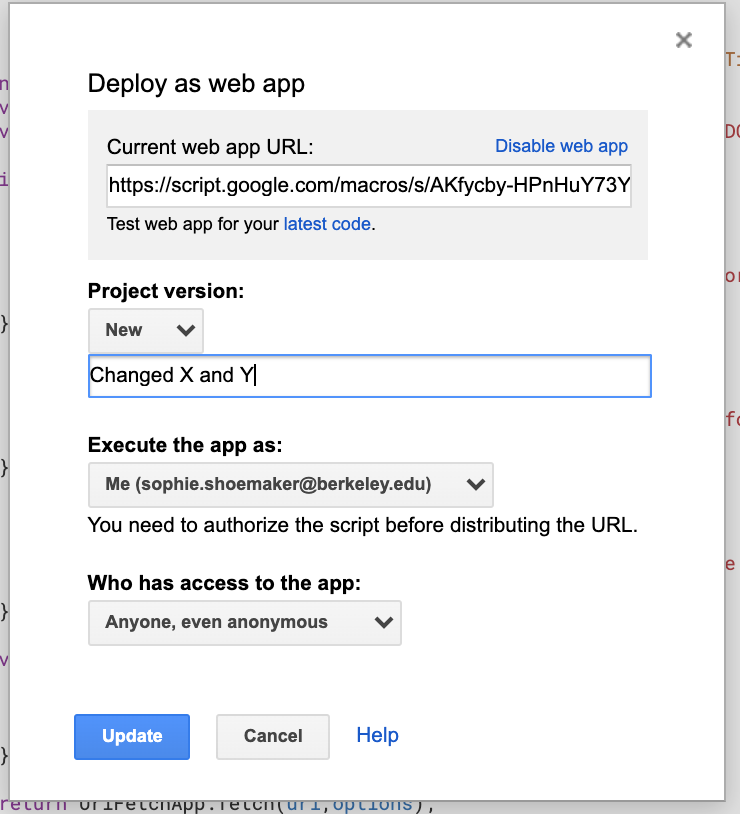 Deploy as web app
Current web app URL:
Disable web app
https://script.google.com/macros/s/AKfycby-HPnHuY73Y
Test web app for your latest code.
Project version:
New
Changed X and Y
Execute the app as:
Me (sophie.shoemaker@berkeley.edu)
You need to authorize the script before distributing the URL.
Who has access to the app:
Anyone, even anonymous
Update
Cancel
Help
return UrlFetchApp.fetch(url,options);